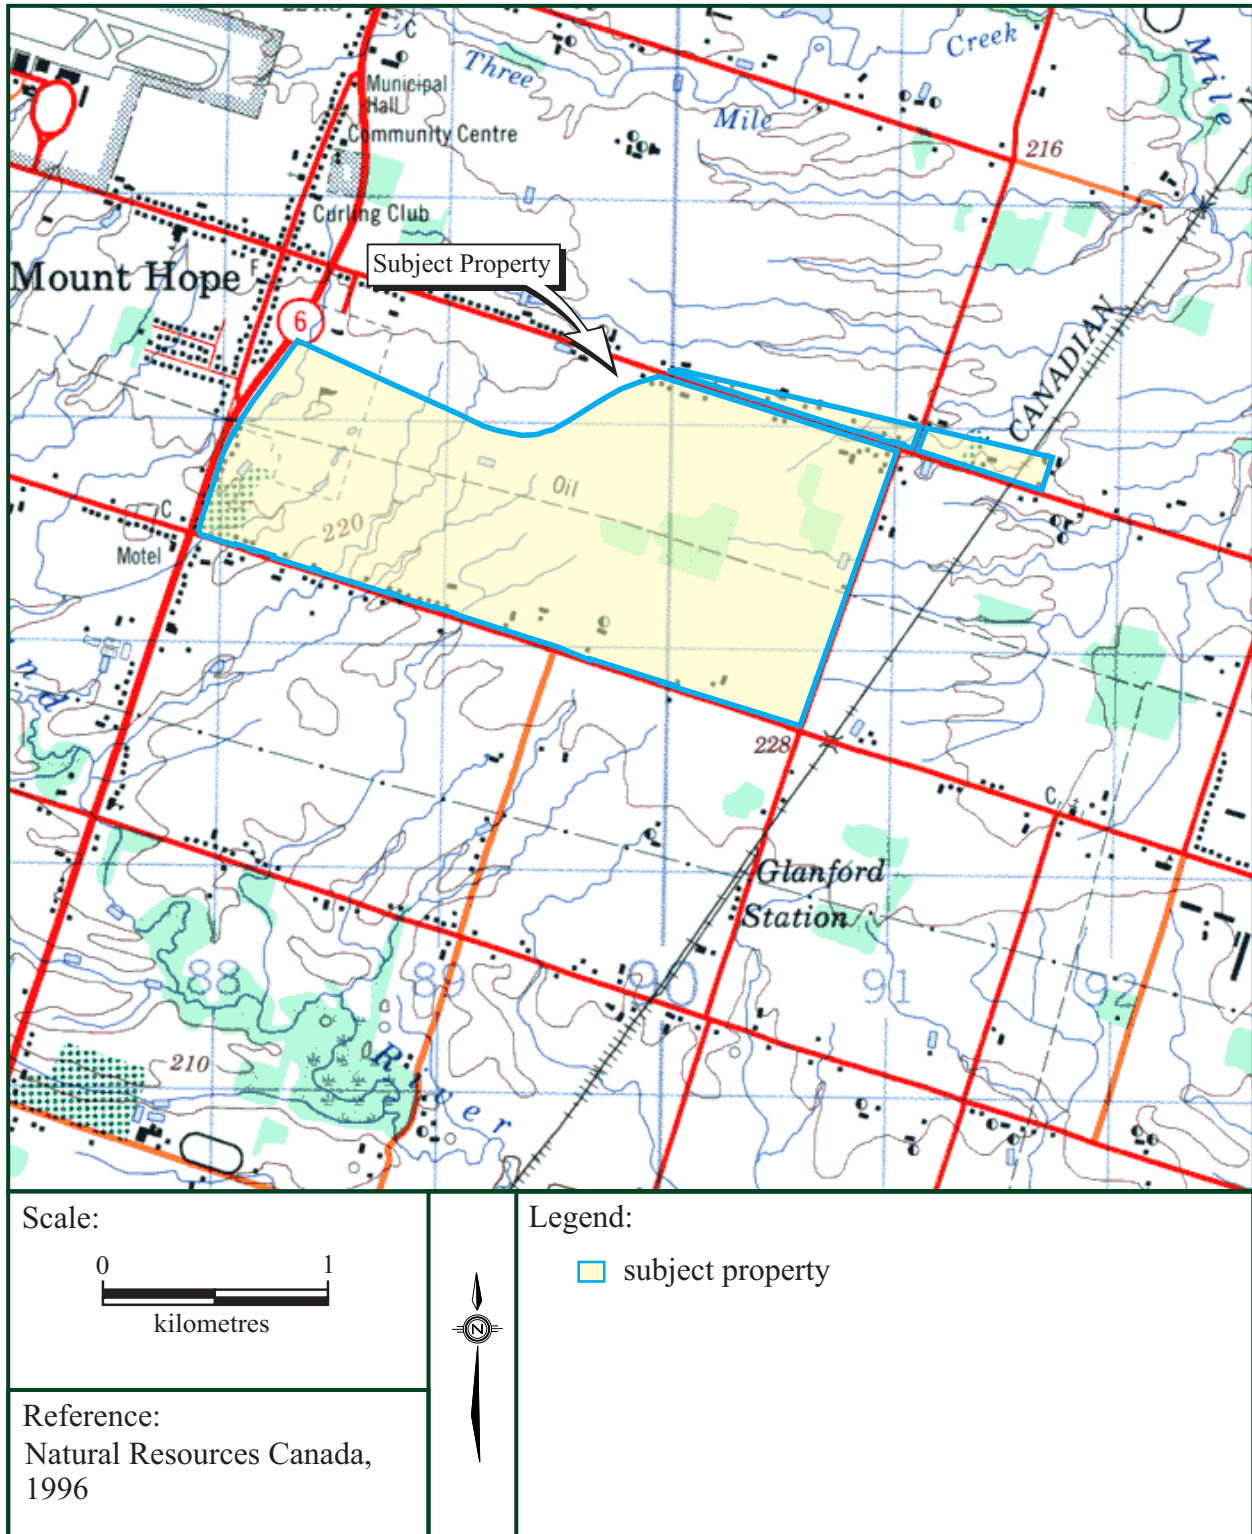 C
Three
Creek
Mile
Mile
Municipal
Hall
Community Centre
216
Curling Club
Subject Property
Mount Hope
F
6
CANADIAN
Oil
220
C
Motel
nd
228
C
Glanford
Station
88
89
90
91
92
210
River
Scale:
0 1
kilometres
N
Legend:
subject property
Reference:
Natural Resources Canada,
1996